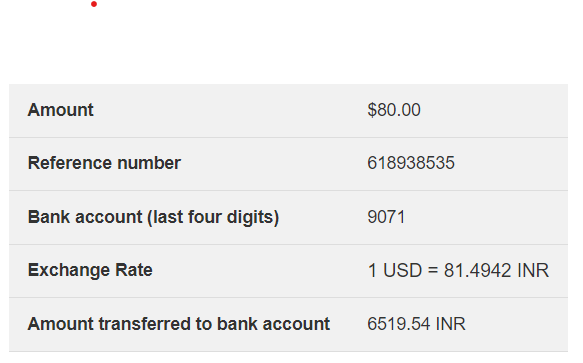 Amount $80.00
Reference number 618938535
Bank account (last four digits) 9071
Exchange Rate 1 USD = 81.4942 INR
Amount transferred to bank account 6519.54 INR